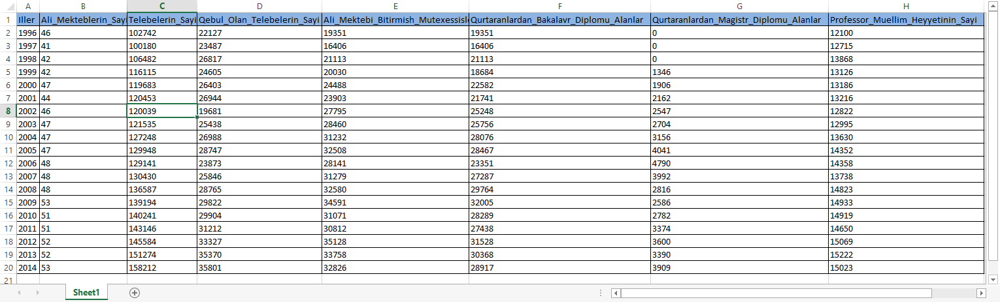 A B C D E F G H
1 Iller Ali_Mekteblerin_Sayi Telebelerin_Sayi Qebul_Olan_Telebelerin_Sayi Ali_Mektebi_Bitirmish_Mutexessisl Qurtaranlardan_Bakalavr_Diplomu_Alanlar Qurtaranlardan_Magistr_Diplomu_Alanlar Professor_Muellim_Heyyetinin_Sayi
2 1996 46 102742 22127 19351 19351 0 12100
3 1997 41 100180 23487 16406 16406 0 12715
4 1998 42 106482 26817 21113 21113 0 13868
5 1999 42 116115 24605 20030 18684 1346 13126
6 2000 47 119683 26403 24488 22582 1906 13186
7 2001 44 120453 26944 23903 21741 2162 13216
8 2002 46 120039 19681 27795 25248 2547 12822
9 2003 47 121535 25438 28460 25756 2704 12995
10 2004 47 127248 26988 31232 28076 3156 13630
11 2005 47 129948 28747 32508 28467 4041 14352
12 2006 48 129141 23873 28141 23351 4790 14358
13 2007 48 130430 25846 31279 27287 3992 13738
14 2008 48 136587 28765 32580 29764 2816 14823
15 2009 53 139194 29822 34591 32005 2586 14933
16 2010 51 140241 29904 31071 28289 2782 14919
17 2011 51 143146 31212 30812 27438 3374 14650
18 2012 52 145584 33327 35128 31528 3600 15069
19 2013 52 151274 35370 33758 30368 3390 15222
20 2014 53 158212 35801 32826 28917 3909 15023
21
Sheet1